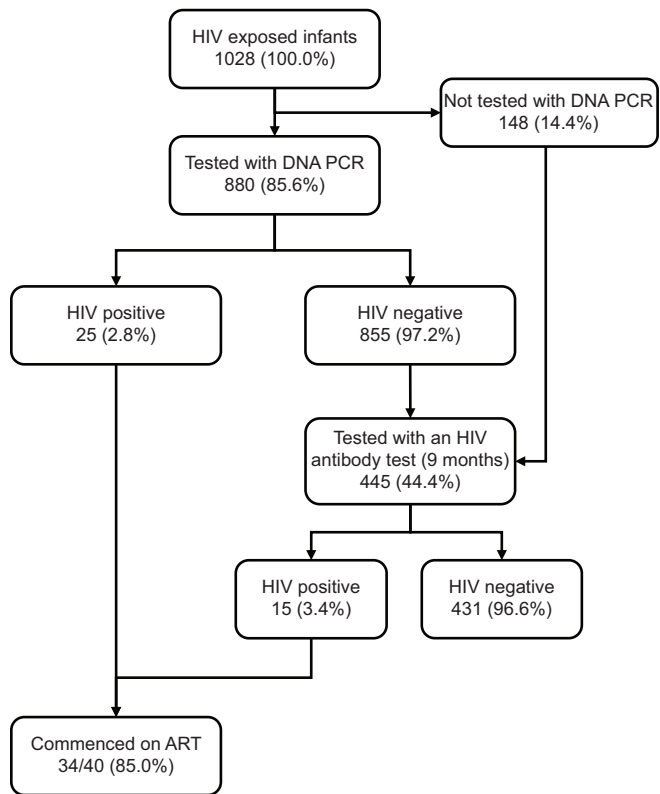 HIV exposed infants
1028 (100.0%)
Not tested with DNA PCR
148 (14.4%)
Tested with DNA PCR
880 (85.6%)
HIV positive
25 (2.8%)
HIV negative
855 (97.2%)
Tested with an HIV
antibody test (9 months)
445 (44.4%)
HIV positive
15 (3.4%)
HIV negative
431 (96.6%)
Commenced on ART
34/40 (85.0%)